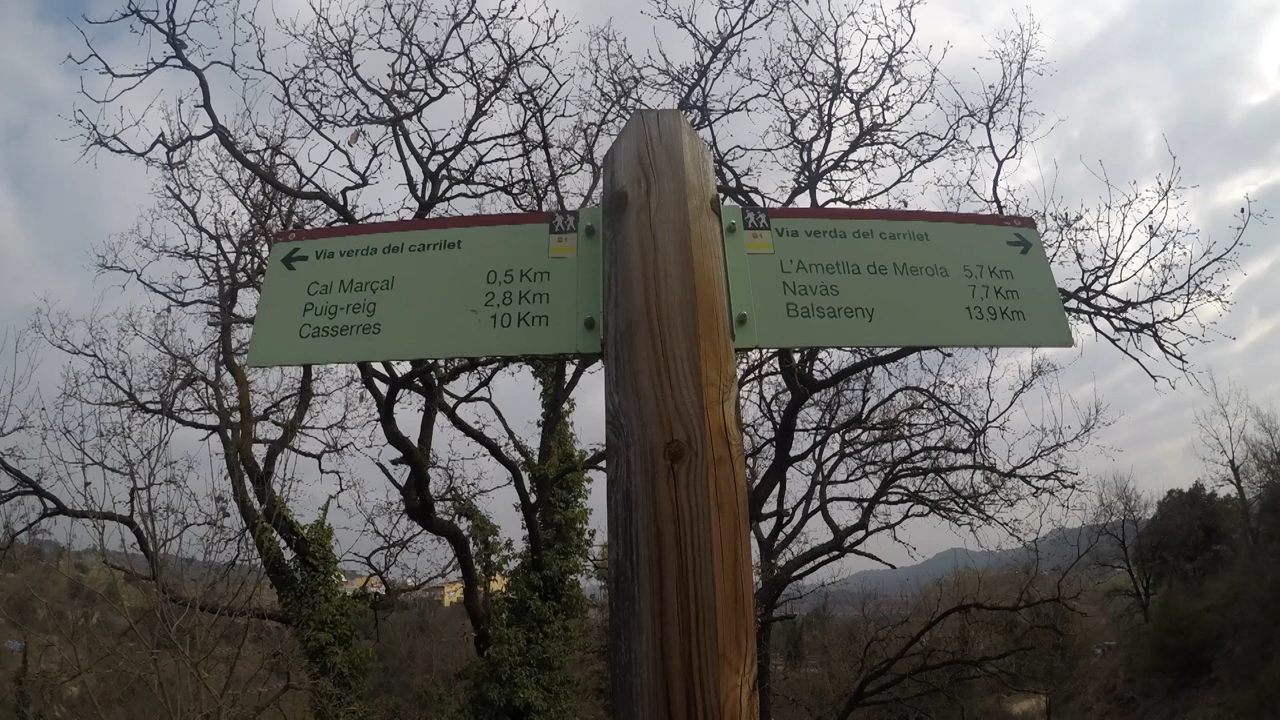 Via verda del carrilet
Cal Marçal 0,5 Km
Puig-reig 2,8 Km
Casserres 10 Km
Via verda del carrilet
L'Ametlla de Merola 5,7 Km
Navàs 7,7 Km
Balsareny 13,9 Km